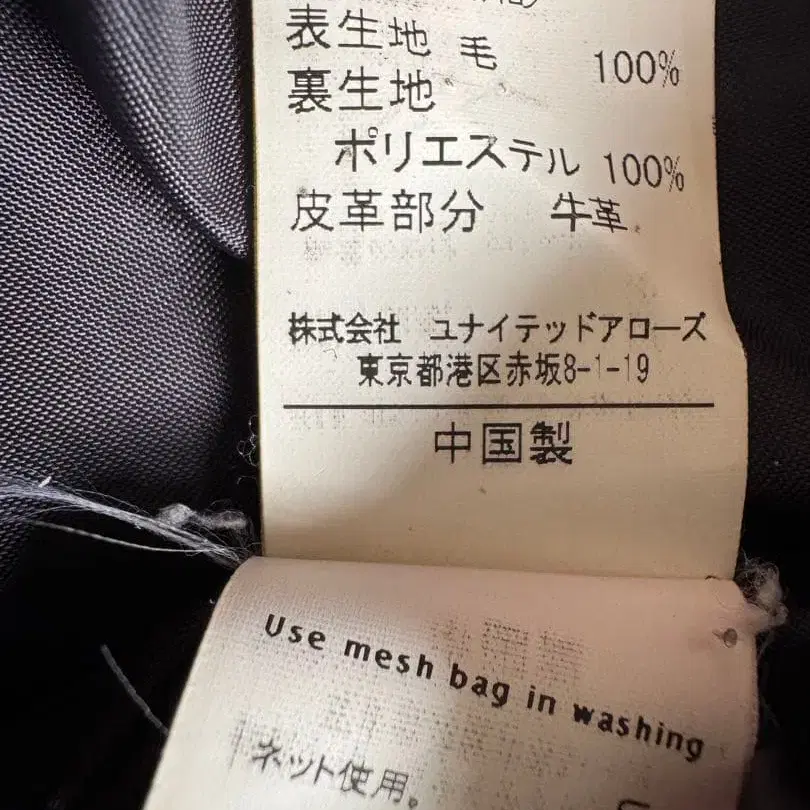 表生地 毛 100%
裏生地
ポリエステル 100%
皮革部分 牛革
株式会社 ユナイテッドアローズ
東京都港区赤坂8-1-19
中国製
Use mesh bag in washing
ネット使用。